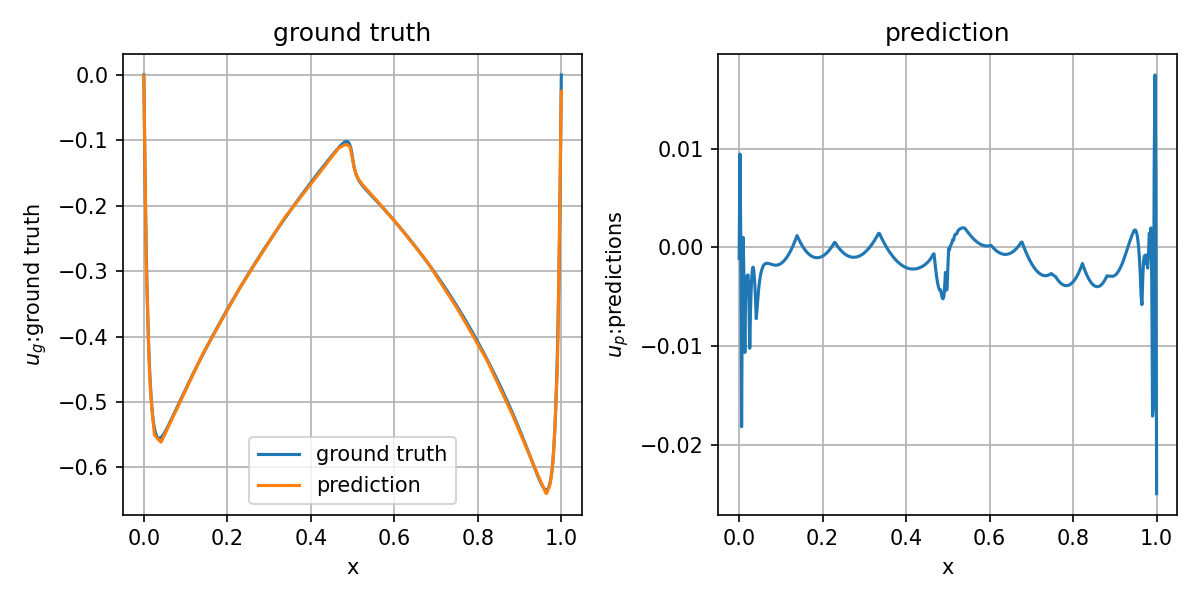 ground truth
u_g:ground truth
0.0
−0.1
−0.2
−0.3
−0.4
−0.5
−0.6
ground truth
prediction
0.0 0.2 0.4 0.6 0.8 1.0
x
prediction
u_p:predictions
0.01
0.00
−0.01
−0.02
0.0 0.2 0.4 0.6 0.8 1.0
x